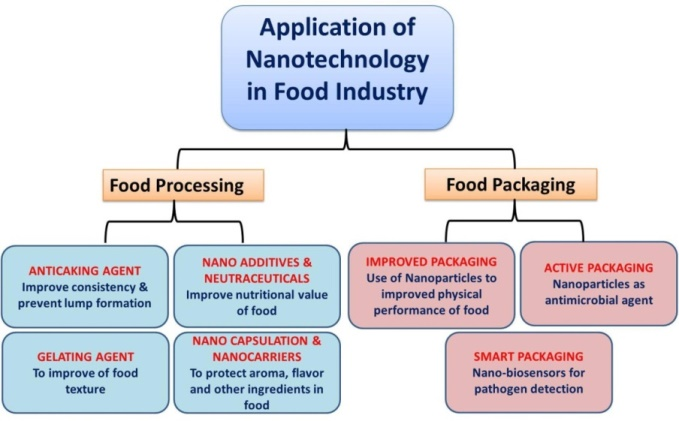 Application of
Nanotechnology
in Food Industry
Food Processing
Food Packaging
ANTICAKING AGENT
Improve consistency &
prevent lump formation
NANO ADDITIVES &
NEUTRACEUTICALS
Improve nutritional value
of food
IMPROVED PACKAGING
Use of Nanoparticles to
improved physical
performance of food
ACTIVE PACKAGING
Nanoparticles as
antimicrobial agent
GELATING AGENT
To improve of food
texture
NANO CAPSULATION &
NANOCARRIERS
To protect aroma, flavor
and other ingredients in
food
SMART PACKAGING
Nano-biosensors for
pathogen detection